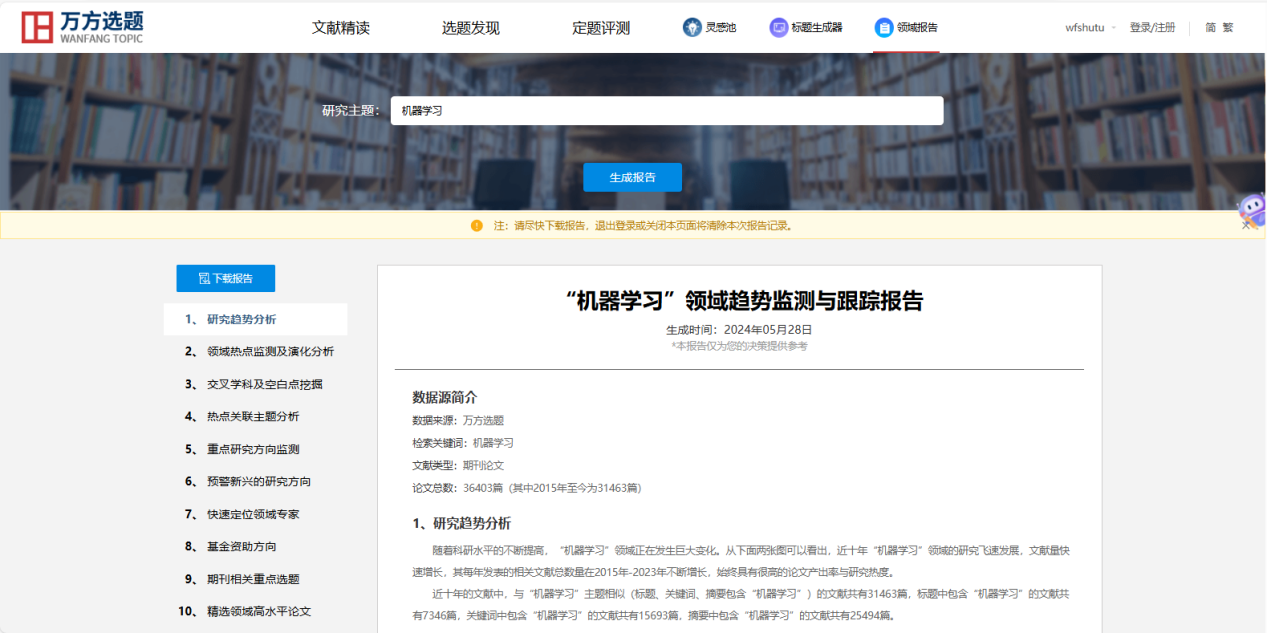 万方选题
WANFANG TOPIC
文献精读
选题发现
定题评测
灵感池
标题生成器
领域报告
wfshutu
登录/注册
简 繁
研究主题：
机器学习
生成报告
注：请尽快下载报告，退出登录或关闭本页面将清除本次报告记录。
下载报告
1、 研究趋势分析
2、 领域热点监测及演化分析
3、 交叉学科及空白点挖掘
4、 热点关联主题分析
5、 重点研究方向监测
6、 预警新兴的研究方向
7、 快速定位领域专家
8、 基金资助方向
9、 期刊相关重点选题
10、 精选领域高水平论文
“机器学习”领域趋势监测与跟踪报告
生成时间：2024年05月28日
*本报告仅为您的决策提供参考
数据源简介
数据来源：万方选题
检索关键词：机器学习
文献类型：期刊论文
论文总数：36403篇（其中2015年至今为31463篇）
1、研究趋势分析
随着科研水平的不断提高，“机器学习”领域正在发生巨大变化。从下面两张图可以看出，近十年“机器学习”领域的研究飞速发展，文献量快
速增长，其每年发表的相关文献总数量在2015年-2023年不断增长，始终具有很高的论文产出率与研究热度。
近十年的文献中，与“机器学习”主题相似（标题、关键词、摘要包含“机器学习”）的文献共有31463篇，标题中包含“机器学习”的文献共
有7346篇，关键词中包含“机器学习”的文献共有15693篇，摘要中包含“机器学习”的文献共有25494篇。